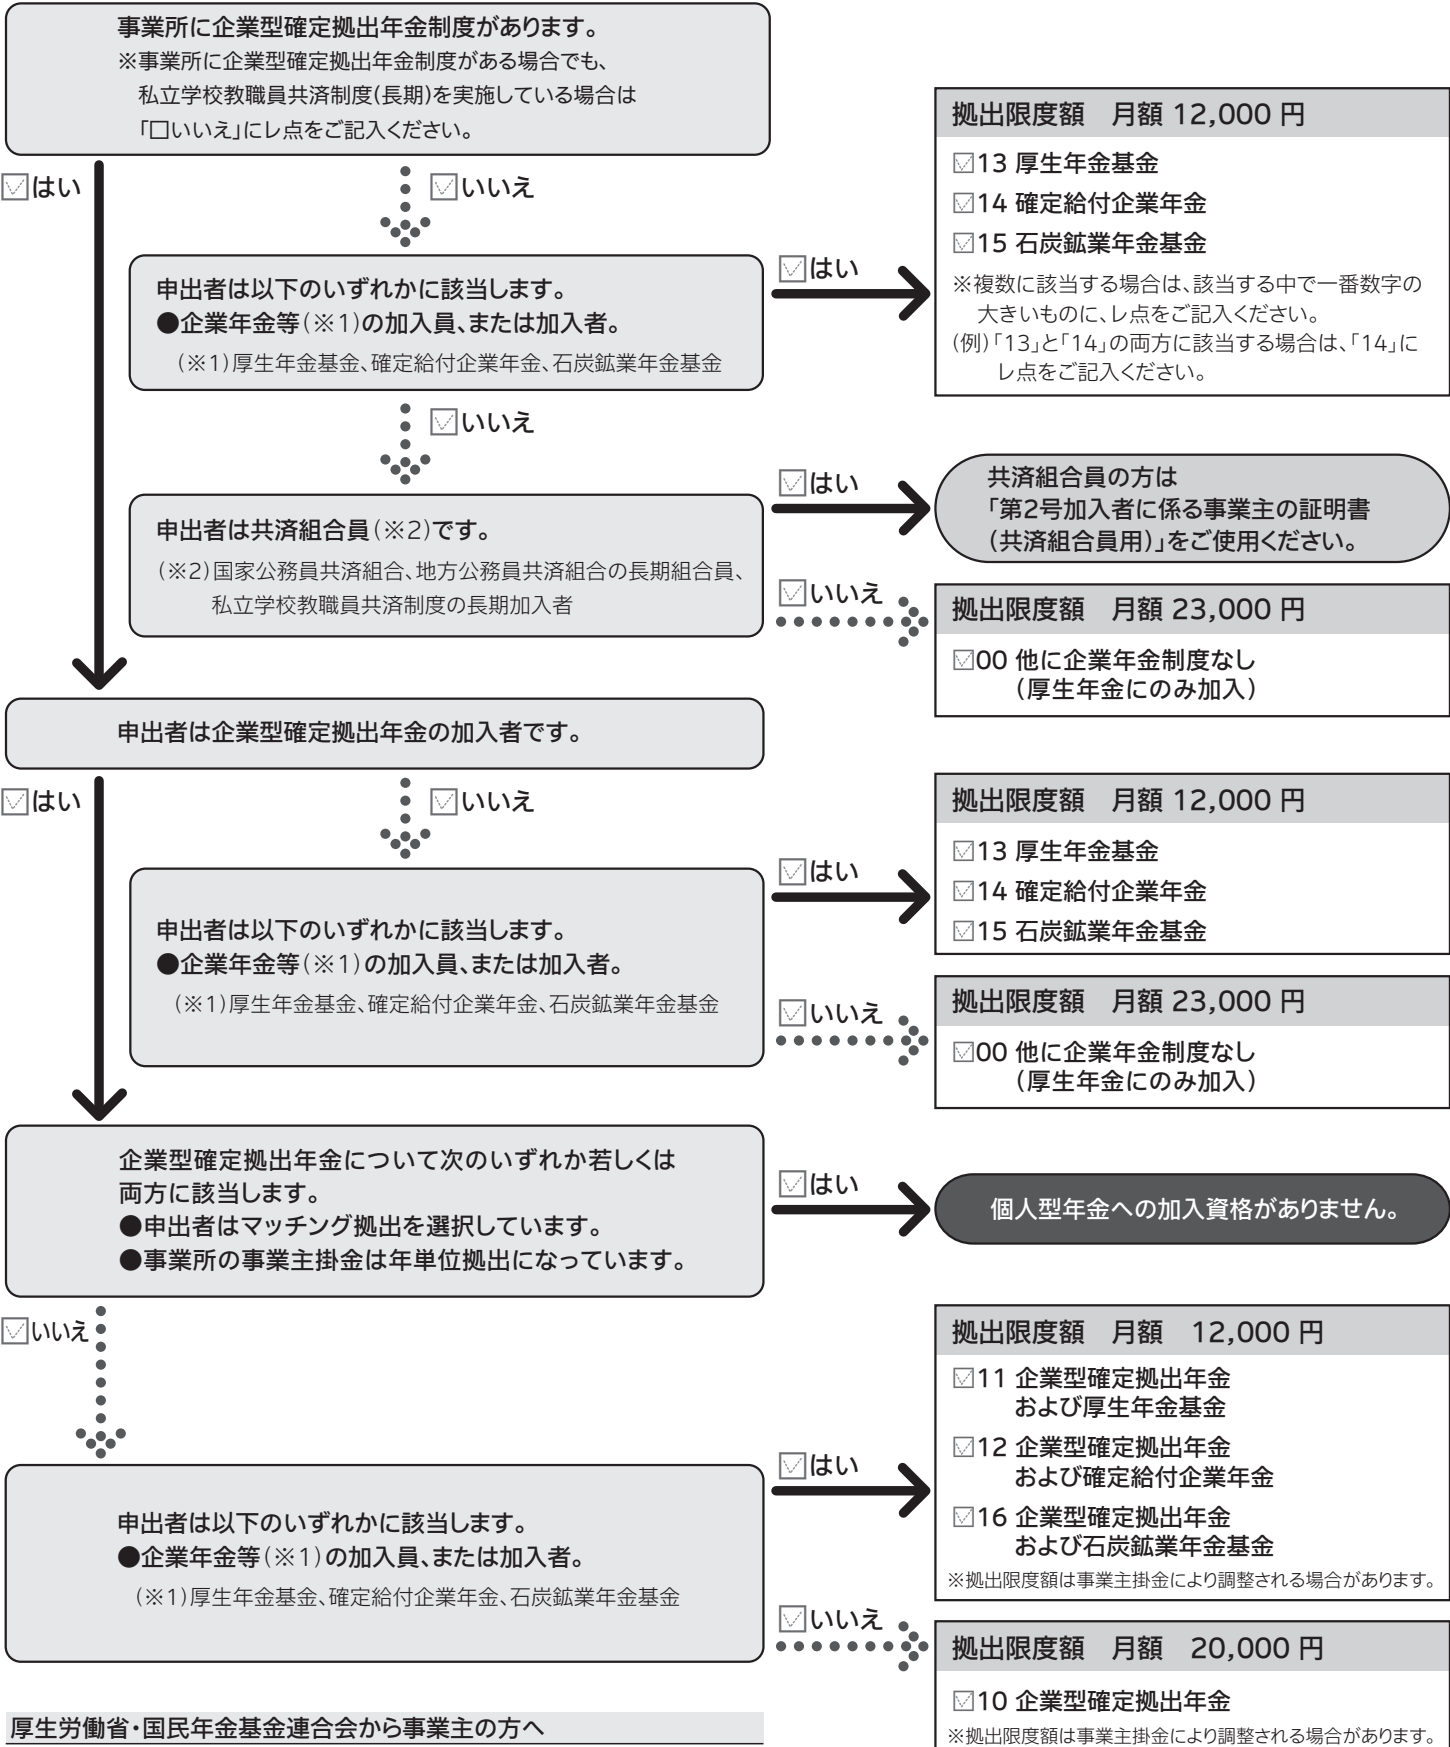 事業所に企業型確定拠出年金制度があります。
※事業所に企業型確定拠出年金制度がある場合でも、
私立学校教職員共済制度(長期)を実施している場合は
「□いいえ」にレ点をご記入ください。
はい
いいえ
申出者は以下のいずれかに該当します。
●企業年金等(※1)の加入員、または加入者。
(※1)厚生年金基金、確定給付企業年金、石炭鉱業年金基金
はい
拠出限度額 月額 12,000 円
13 厚生年金基金
14 確定給付企業年金
15 石炭鉱業年金基金
※複数に該当する場合は、該当する中で一番数字の
大きいものに、レ点をご記入ください。
(例)「13」と「14」の両方に該当する場合は、「14」に
レ点をご記入ください。
いいえ
申出者は共済組合員(※2)です。
(※2)国家公務員共済組合、地方公務員共済組合の長期組合員、
私立学校教職員共済制度の長期加入者
はい
共済組合員の方は
「第2号加入者に係る事業主の証明書
(共済組合員用)」をご使用ください。
いいえ
拠出限度額 月額 23,000 円
00 他に企業年金制度なし
(厚生年金にのみ加入)
申出者は企業型確定拠出年金の加入者です。
はい
いいえ
申出者は以下のいずれかに該当します。
●企業年金等(※1)の加入員、または加入者。
(※1)厚生年金基金、確定給付企業年金、石炭鉱業年金基金
はい
拠出限度額 月額 12,000 円
13 厚生年金基金
14 確定給付企業年金
15 石炭鉱業年金基金
いいえ
拠出限度額 月額 23,000 円
00 他に企業年金制度なし
(厚生年金にのみ加入)
企業型確定拠出年金について次のいずれか若しくは
両方に該当します。
●申出者はマッチング拠出を選択しています。
●事業所の事業主掛金は年単位拠出になっています。
はい
個人型年金への加入資格がありません。
いいえ
申出者は以下のいずれかに該当します。
●企業年金等(※1)の加入員、または加入者。
(※1)厚生年金基金、確定給付企業年金、石炭鉱業年金基金
はい
拠出限度額 月額 12,000 円
11 企業型確定拠出年金
および厚生年金基金
12 企業型確定拠出年金
および確定給付企業年金
16 企業型確定拠出年金
および石炭鉱業年金基金
※拠出限度額は事業主掛金により調整される場合があります。
いいえ
拠出限度額 月額 20,000 円
10 企業型確定拠出年金
※拠出限度額は事業主掛金により調整される場合があります。
厚生労働省・国民年金基金連合会から事業主の方へ